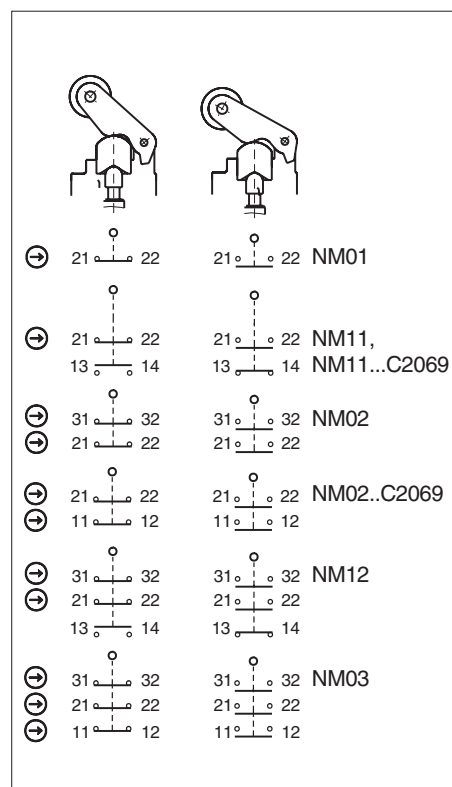 21 22 21 22 NM01
21 22 21 22 NM11,
13 14 13 14 NM11...C2069
31 32 31 32 NM02
21 22 21 22
21 22 21 22 NM02..C2069
11 12 11 12
31 32 31 32 NM12
21 22 21 22
13 14 13 14
31 32 31 32 NM03
21 22 21 22
11 12 11 12